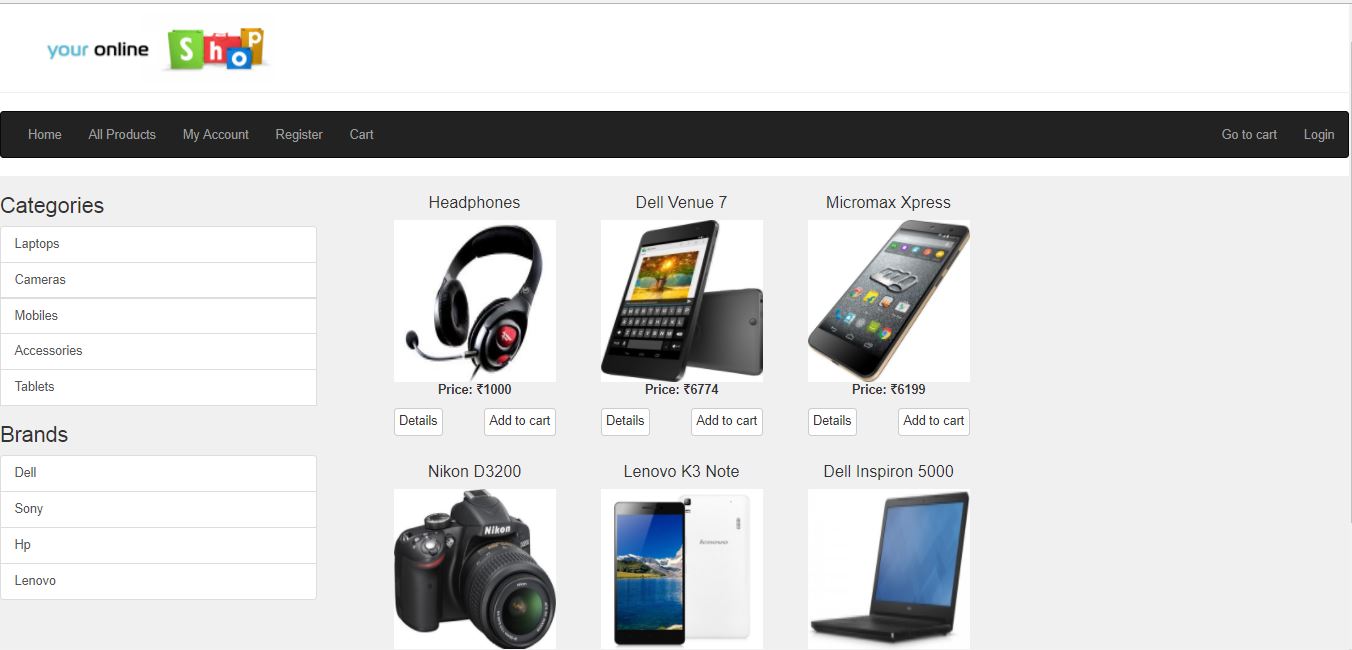 your online Shop
Home All Products My Account Register Cart Go to cart Login
Categories
Laptops
Cameras
Mobiles
Accessories
Tablets
Brands
Dell
Sony
Hp
Lenovo
Headphones Dell Venue 7 Micromax Xpress
Price: ₹1000 Price: ₹6774 Price: ₹6199
Details Add to cart Details Add to cart Details Add to cart
Nikon D3200 Lenovo K3 Note Dell Inspiron 5000
Nikon
lenovo